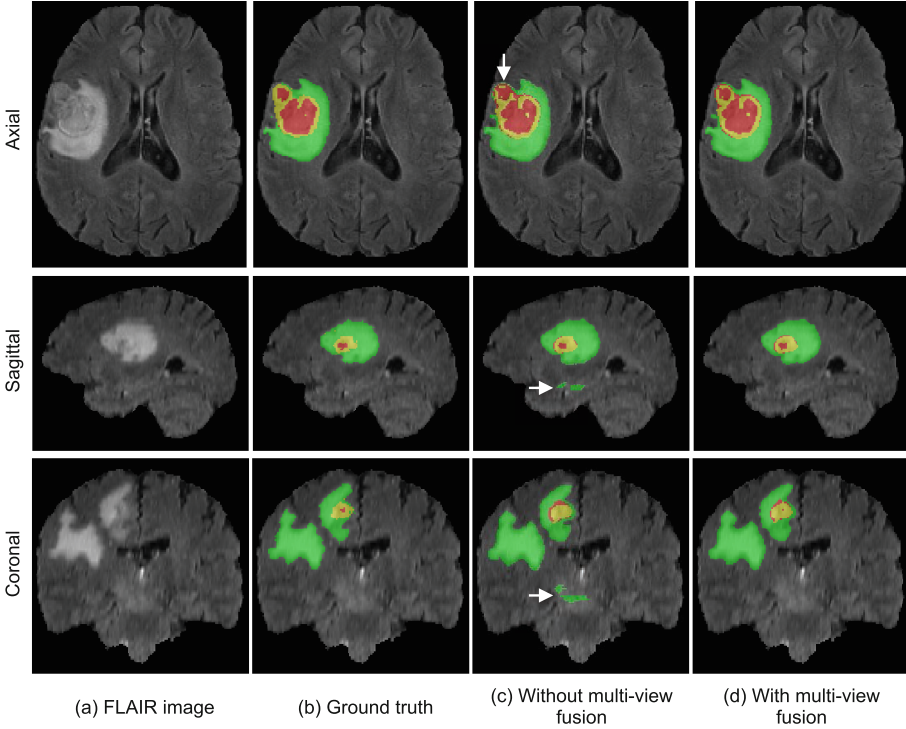 Axial
Sagittal
Coronal
(a) FLAIR image
(b) Ground truth
(c) Without multi-view
fusion
(d) With multi-view
fusion